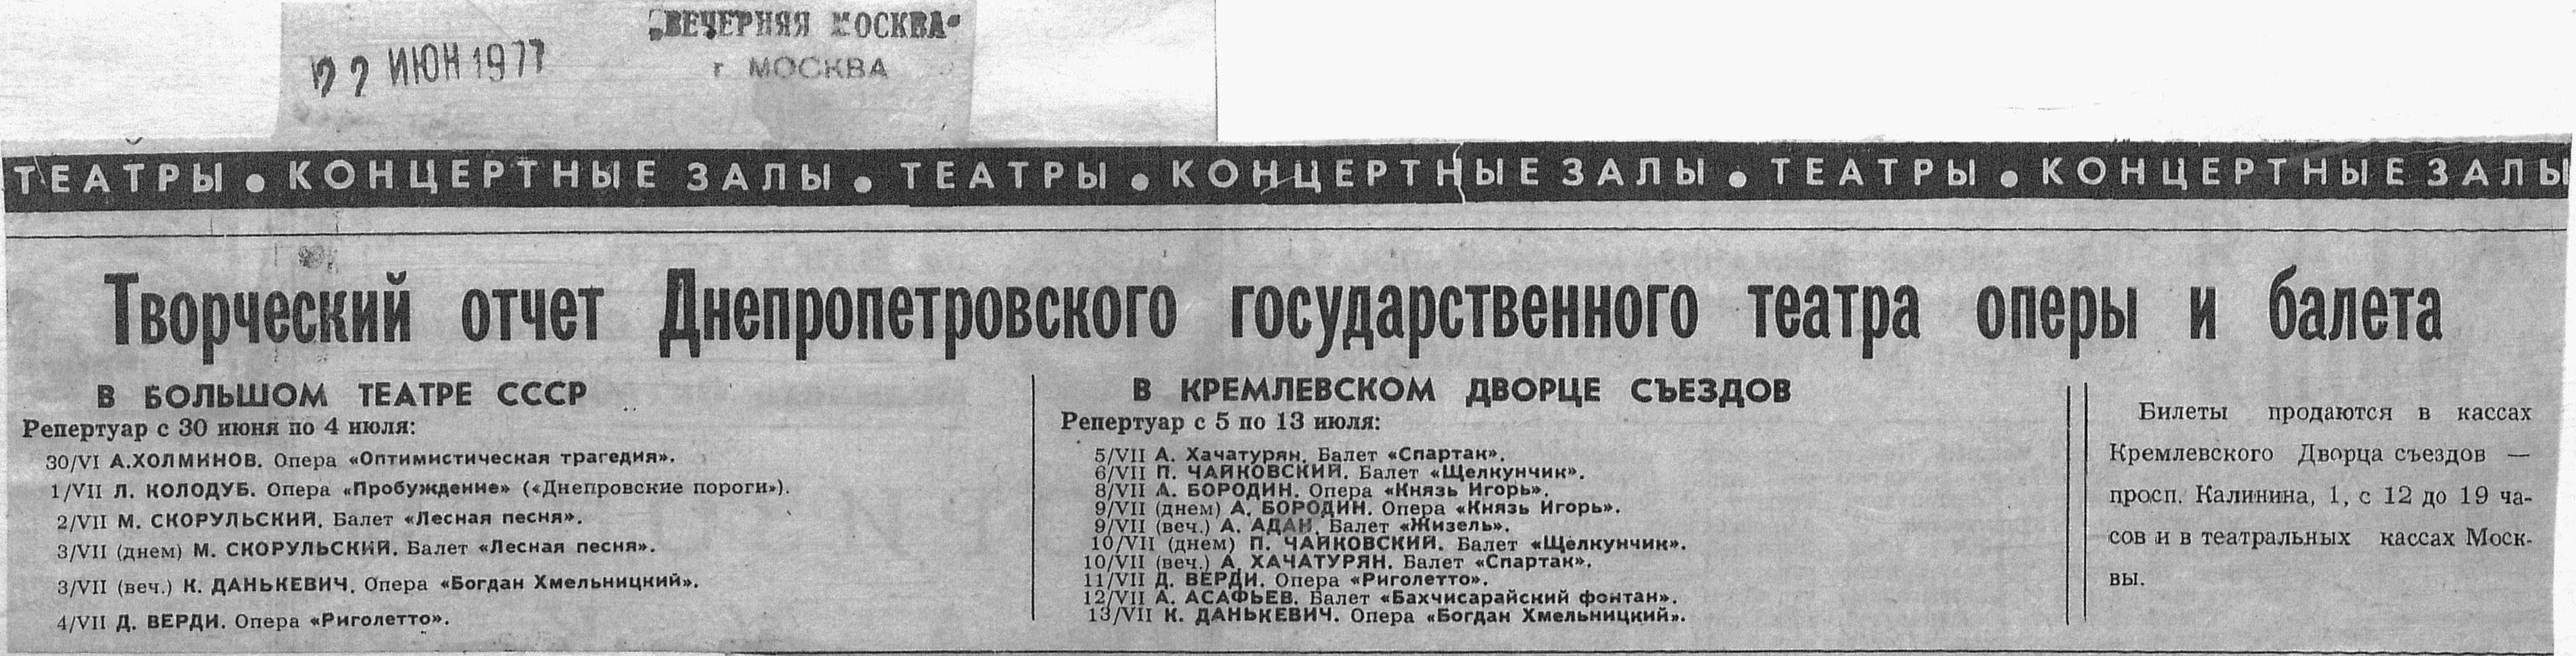 22 ИЮН 1977
„ВЕЧЕРНЯЯ МОСКВА"
г МОСКВА
ТЕАТРЫ • КОНЦЕРТНЫЕ ЗАЛЫ • ТЕАТРЫ • КОНЦЕРТНЫЕ ЗАЛЫ • ТЕАТРЫ • КОНЦЕРТНЫЕ ЗАЛЫ
Творческий отчет Днепропетровского государственного театра оперы и балета
В БОЛЬШОМ ТЕАТРЕ СССР
Репертуар с 30 июня по 4 июля:
30/VI А.ХОЛМИНОВ. Опера «Оптимистическая трагедия».
1/VII Л. КОЛОДУБ. Опера «Пробуждение» («Днепровские пороги»).
2/VII М. СКОРУЛЬСКИЙ. Балет «Лесная песня».
3/VII (днем) М. СКОРУЛЬСКИЙ. Балет «Лесная песня».
3/VII (веч.) К. ДАНЬКЕВИЧ. Опера «Богдан Хмельницкий».
4/VII Д. ВЕРДИ. Опера «Риголетто».
В КРЕМЛЕВСКОМ ДВОРЦЕ СЪЕЗДОВ
Репертуар с 5 по 13 июля:
5/VII А. Хачатурян. Балет «Спартак».
6/VII П. ЧАЙКОВСКИЙ. Балет «Щелкунчик».
8/VII А. БОРОДИН. Опера «Князь Игорь».
9/VII (днем) А. БОРОДИН. Опера «Князь Игорь».
9/VII (веч.) А. АДАН. Балет «Жизель».
10/VII (днем) П. ЧАЙКОВСКИЙ. Балет «Щелкунчик».
10/VII (веч.) А. ХАЧАТУРЯН. Балет «Спартак».
11/VII Д. ВЕРДИ. Опера «Риголетто».
12/VII А. АСАФЬЕВ. Балет «Бахчисарайский фонтан».
13/VII К. ДАНЬКЕВИЧ. Опера «Богдан Хмельницкий».
Билеты продаются в кассах
Кремлевского Дворца съездов —
просп. Калинина, 1, с 12 до 19 ча-
сов и в театральных кассах Моск-
вы.